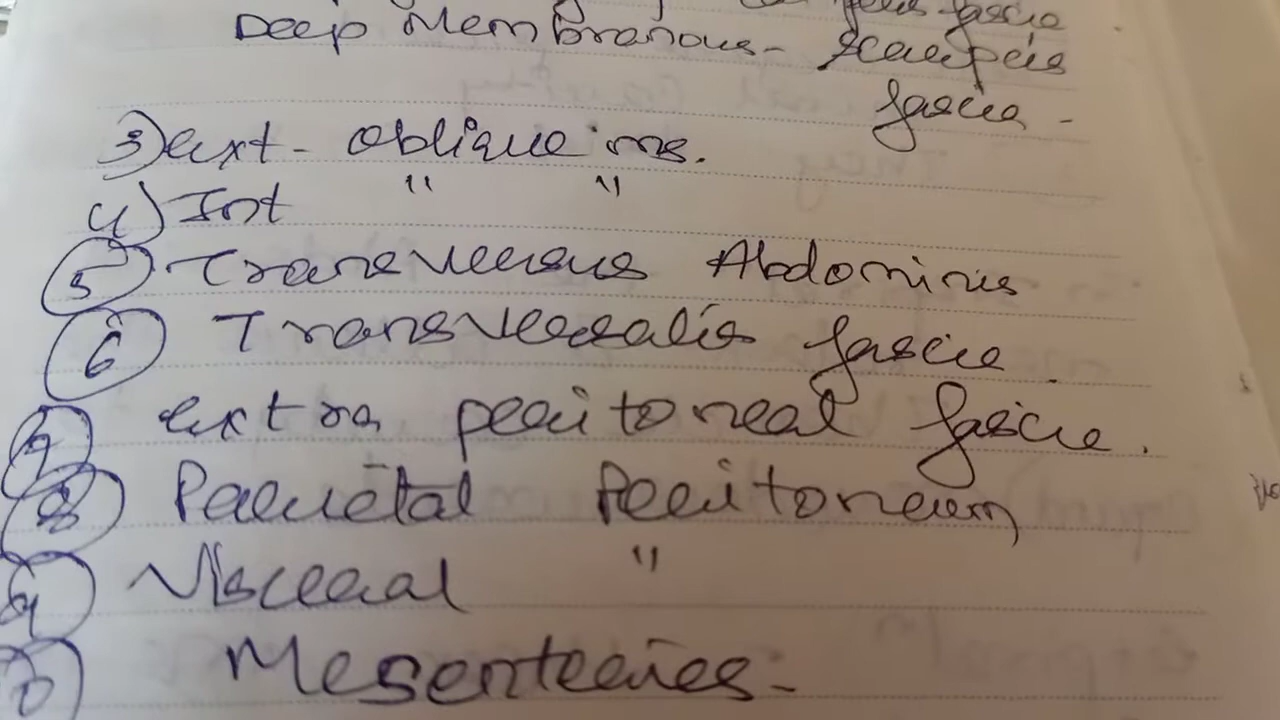 fascia
Deep Membranous - Scarpa's
fascia -
3) ext - oblique ms.
4) Int " "
5 Transversus Abdominis
6 Transversalis fascia.
7 extra peritoneal fascia.
8 Parietal Peritoneum
9 Visceral "
10 Mesenteries -